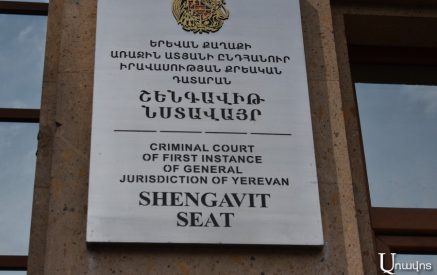 ԵՐԵՎԱՆ ՔԱՂԱՔԻ
ԱՌԱՋԻՆ ԱՏՅԱՆԻ ԸՆԴՀԱՆՈՒՐ
ԻՐԱՎԱՍՈՒԹՅԱՆ ՔՐԵԱԿԱՆ
ԴԱՏԱՐԱՆ
ՇԵՆԳԱՎԻԹ
ՆՍՏԱՎԱՅՐ
CRIMINAL COURT
OF FIRST INSTANCE
OF GENERAL
JURISDICTION OF YEREVAN
SHENGAVIT
SEAT
Առավոտ